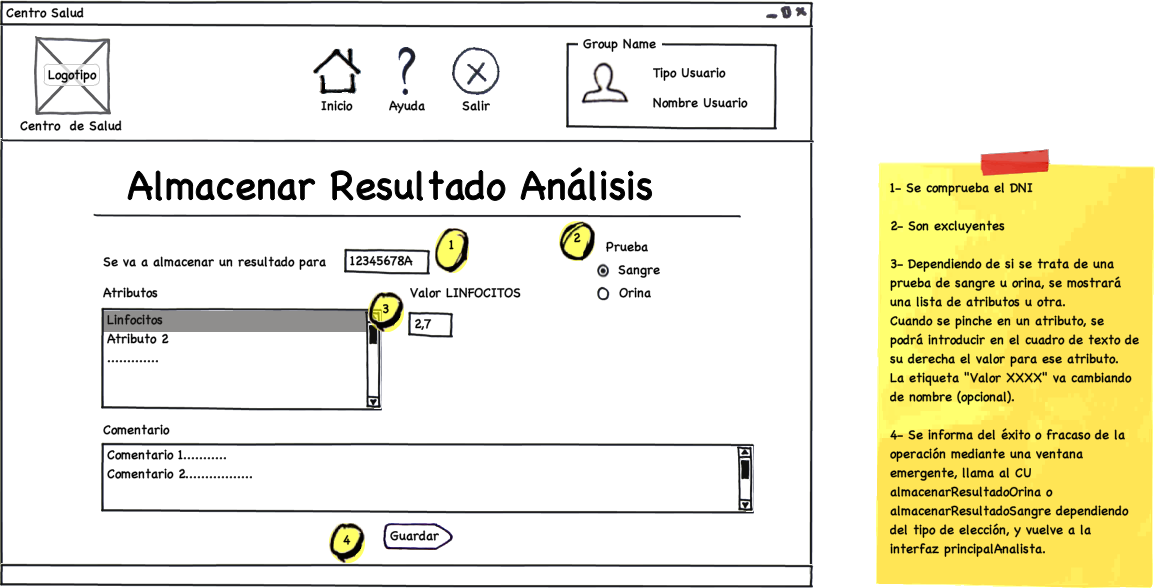 Centro Salud
Logotipo
Centro de Salud
Inicio
Ayuda
Salir
Group Name
Tipo Usuario
Nombre Usuario
Almacenar Resultado Análisis
Se va a almacenar un resultado para
12345678A
1
2
Prueba
Sangre
Orina
Atributos
Linfocitos
Atributo 2
.............
3
Valor LINFOCITOS
2,7
Comentario
Comentario 1...........
Comentario 2.................
4
Guardar
1- Se comprueba el DNI
2- Son excluyentes
3- Dependiendo de si se trata de una
prueba de sangre u orina, se mostrará
una lista de atributos u otra.
Cuando se pinche en un atributo, se
podrá introducir en el cuadro de texto de
su derecha el valor para ese atributo.
La etiqueta "Valor XXXX" va cambiando
de nombre (opcional).
4- Se informa del éxito o fracaso de la
operación mediante una ventana
emergente, llama al CU
almacenarResultadoOrina o
almacenarResultadoSangre dependiendo
del tipo de elección, y vuelve a la
interfaz principalAnalista.